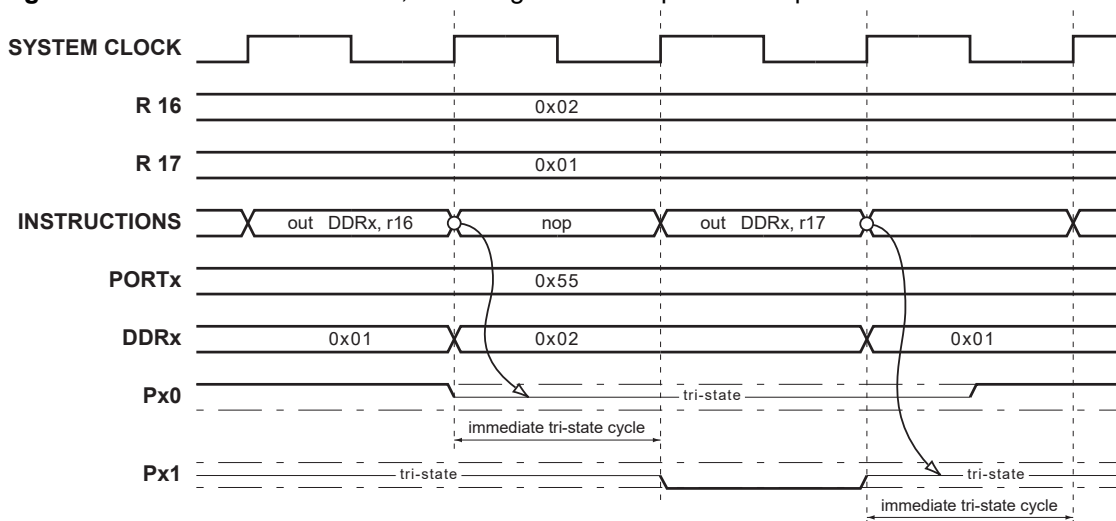 SYSTEM CLOCK
R 16
0x02
R 17
0x01
INSTRUCTIONS
out DDRx, r16
nop
out DDRx, r17
PORTx
0x55
DDRx
0x01
0x02
0x01
Px0
tri-state
immediate tri-state cycle
Px1
tri-state
tri-state
immediate tri-state cycle